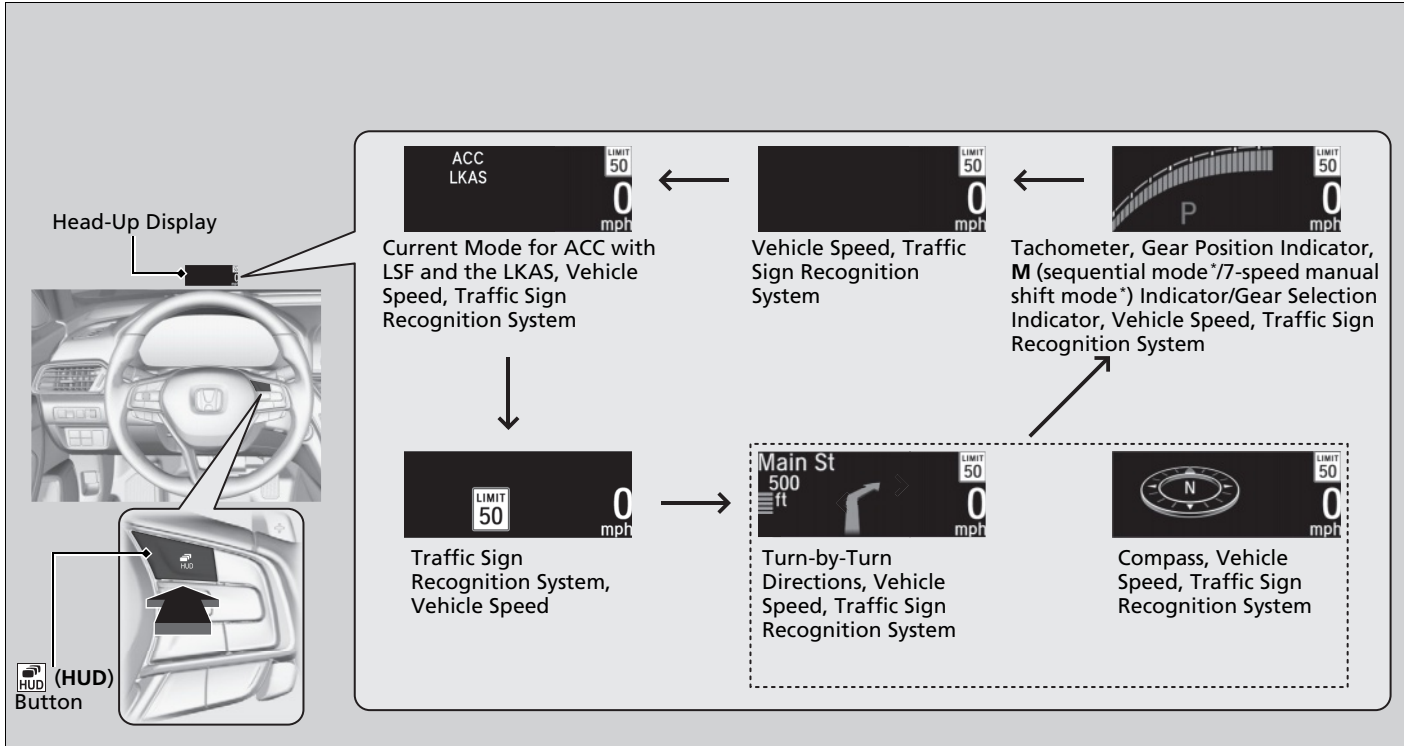 ACC
LKAS
LIMIT
50
0
mph
Current Mode for ACC with
LSF and the LKAS, Vehicle
Speed, Traffic Sign
Recognition System
LIMIT
50
0
mph
Vehicle Speed, Traffic
Sign Recognition
System
P
LIMIT
50
0
mph
Tachometer, Gear Position Indicator,
M (sequential mode*/7-speed manual
shift mode*) Indicator/Gear Selection
Indicator, Vehicle Speed, Traffic Sign
Recognition System
Head-Up Display
LIMIT
50
0
mph
Traffic Sign
Recognition System,
Vehicle Speed
Main St
500
ft
LIMIT
50
0
mph
Turn-by-Turn
Directions, Vehicle
Speed, Traffic Sign
Recognition System
N
LIMIT
50
0
mph
Compass, Vehicle
Speed, Traffic Sign
Recognition System
HUD
HUD (HUD)
Button